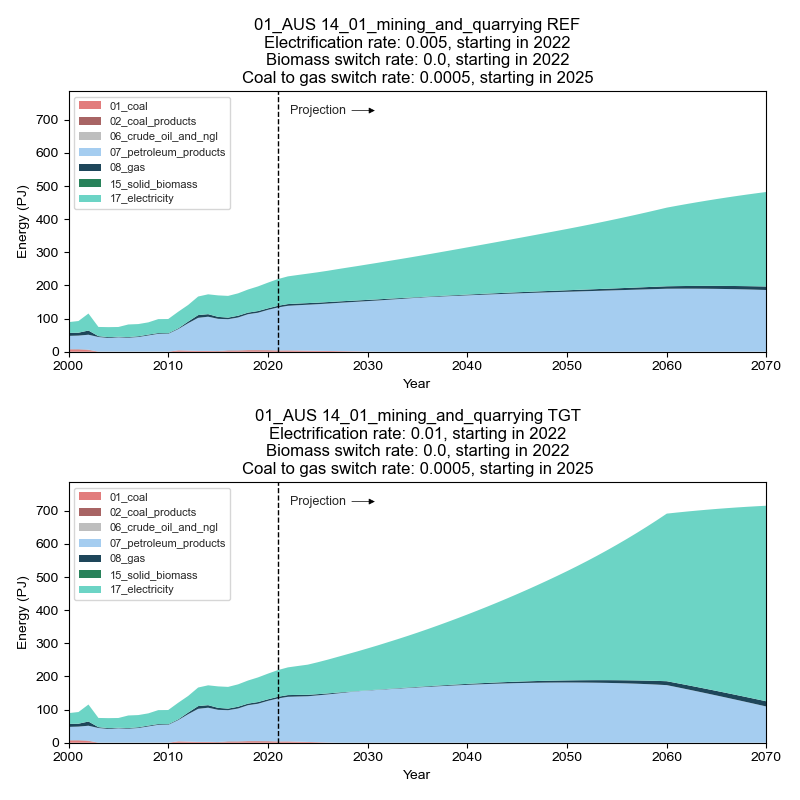 01_AUS 14_01_mining_and_quarrying REF
Electrification rate: 0.005, starting in 2022
Biomass switch rate: 0.0, starting in 2022
Coal to gas switch rate: 0.0005, starting in 2025
Projection
01_coal
02_coal_products
06_crude_oil_and_ngl
07_petroleum_products
08_gas
15_solid_biomass
17_electricity
Energy (PJ)
700
600
500
400
300
200
100
0
2000 2010 2020 2030 2040 2050 2060 2070
Year
01_AUS 14_01_mining_and_quarrying TGT
Electrification rate: 0.01, starting in 2022
Biomass switch rate: 0.0, starting in 2022
Coal to gas switch rate: 0.0005, starting in 2025
Projection
01_coal
02_coal_products
06_crude_oil_and_ngl
07_petroleum_products
08_gas
15_solid_biomass
17_electricity
Energy (PJ)
700
600
500
400
300
200
100
0
2000 2010 2020 2030 2040 2050 2060 2070
Year